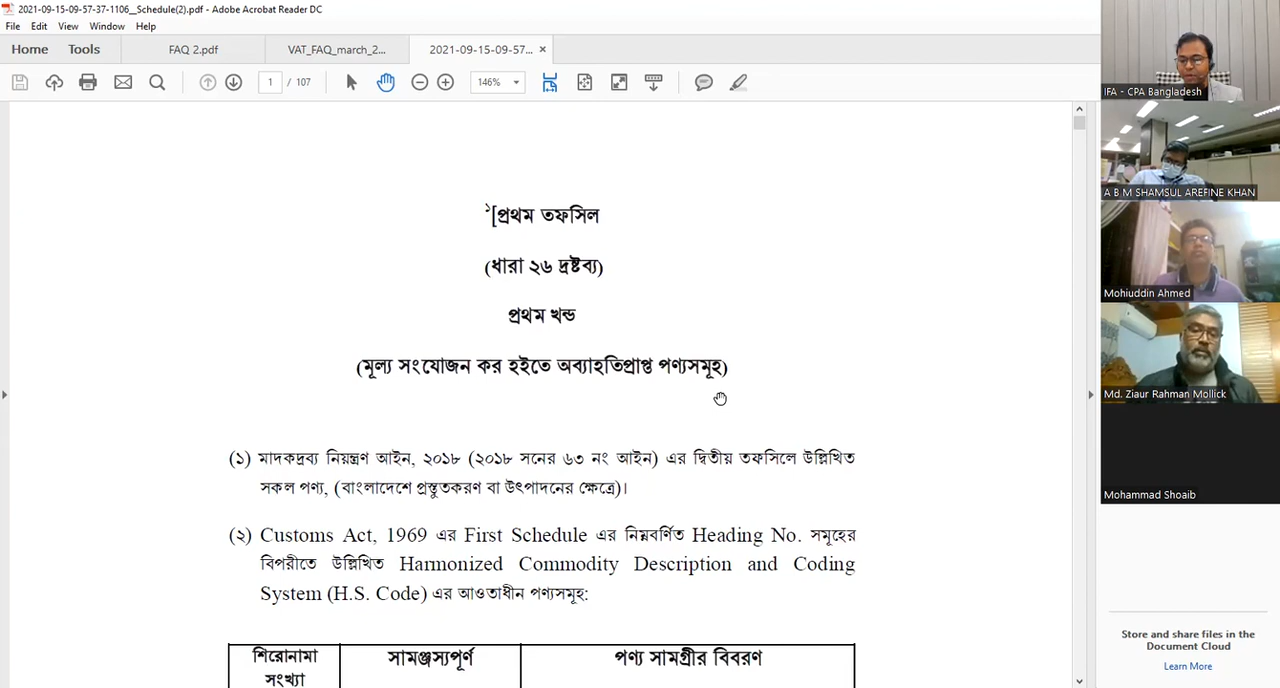 2021-09-15-09-57-37-1106__Schedule(2).pdf - Adobe Acrobat Reader DC
File Edit View Window Help
Home Tools FAQ 2.pdf VAT_FAQ_march_2... 2021-09-15-09-57... ×
1 / 107 146%
১[প্রথম তফসিল
(ধারা ২৬ দ্রষ্টব্য)
প্রথম খন্ড
(মূল্য সংযোজন কর হইতে অব্যাহতিপ্রাপ্ত পণ্যসমূহ)
(১) মাদকদ্রব্য নিয়ন্ত্রণ আইন, ২০১৮ (২০১৮ সনের ৬৩ নং আইন) এর দ্বিতীয় তফসিলে উল্লিখিত
সকল পণ্য, (বাংলাদেশে প্রস্তুতকরণ বা উৎপাদনের ক্ষেত্রে)।
(২) Customs Act, 1969 এর First Schedule এর নিম্নবর্ণিত Heading No. সমূহের
বিপরীতে উল্লিখিত Harmonized Commodity Description and Coding
System (H.S. Code) এর আওতাধীন পণ্যসমূহ:
শিরোনামা সামঞ্জস্যপূর্ণ পণ্য সামগ্রীর বিবরণ
সংখ্যা
IFA - CPA Bangladesh
A B M SHAMSUL AREFINE KHAN
Mohiuddin Ahmed
Md. Ziaur Rahman Mollick
Mohammad Shoaib
Store and share files in the
Document Cloud
Learn More